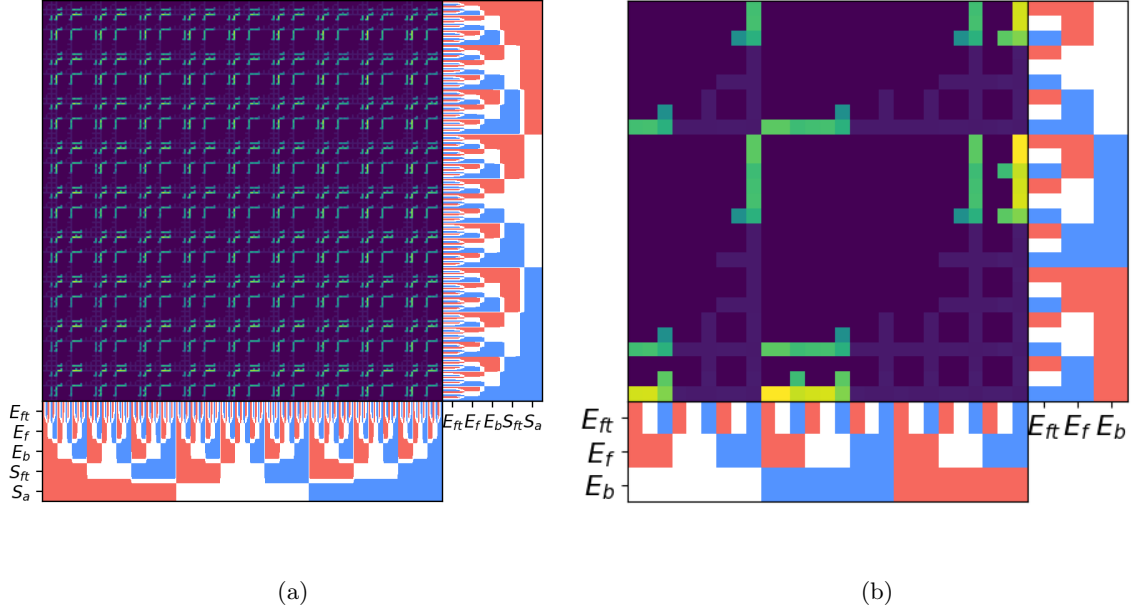 E_ft
E_f
E_b
S_ft
S_a
E_ft E_f E_b S_ft S_a
E_ft
E_f
E_b
E_ft E_f E_b
(a)
(b)